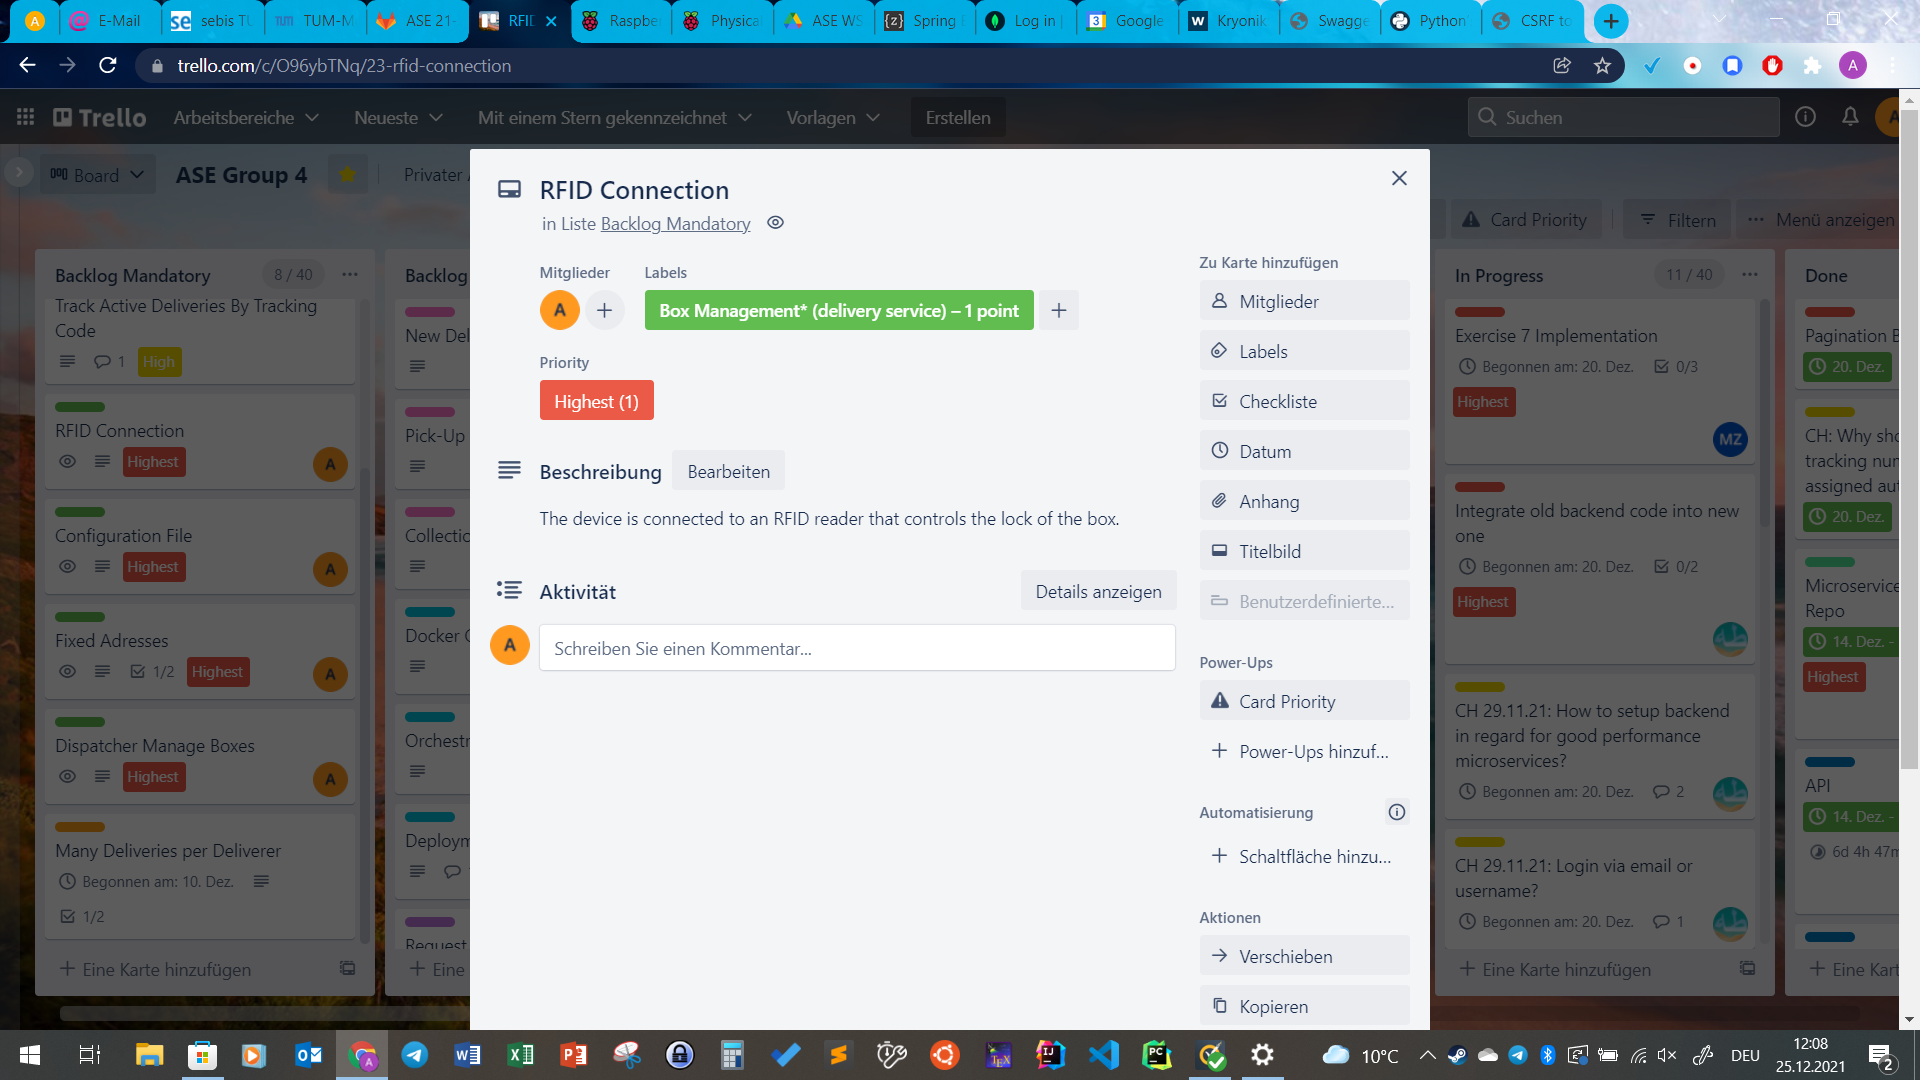 E-Mail
sebis TU
TUM-M
ASE 21-
RFID
Raspbe
Physica
ASE WS
Spring
Log in
Google
Kryonik
Swagge
Python
CSRF to
trello.com/c/O96ybTNq/23-rfid-connection
Trello
Arbeitsbereiche
Neueste
Mit einem Stern gekennzeichnet
Vorlagen
Erstellen
Suchen
Board
ASE Group 4
Privater
Card Priority
Filtern
Menü anzeigen
Backlog Mandatory
8 / 40
Track Active Deliveries By Tracking
Code
1
High
RFID Connection
Highest
A
Configuration File
Highest
A
Fixed Adresses
1/2
Highest
A
Dispatcher Manage Boxes
Highest
A
Many Deliveries per Deliverer
Begonnen am: 10. Dez.
1/2
Eine Karte hinzufügen
Backlog
New Del
Pick-Up
Collectio
Docker
Orchestr
Deploym
Request
Eine
RFID Connection
in Liste Backlog Mandatory
Mitglieder
Labels
A
Box Management* (delivery service) – 1 point
Priority
Highest (1)
Beschreibung
Bearbeiten
The device is connected to an RFID reader that controls the lock of the box.
Aktivität
Details anzeigen
A
Schreiben Sie einen Kommentar...
Zu Karte hinzufügen
Mitglieder
Labels
Checkliste
Datum
Anhang
Titelbild
Benutzerdefinierte...
Power-Ups
Card Priority
Power-Ups hinzuf...
Automatisierung
Schaltfläche hinzu...
Aktionen
Verschieben
Kopieren
In Progress
11 / 40
Exercise 7 Implementation
Begonnen am: 20. Dez.
0/3
Highest
MZ
Integrate old backend code into new
one
Begonnen am: 20. Dez.
0/2
Highest
CH 29.11.21: How to setup backend
in regard for good performance
microservices?
Begonnen am: 20. Dez.
2
CH 29.11.21: Login via email or
username?
Begonnen am: 20. Dez.
1
Eine Karte hinzufügen
Done
Pagination E
20. Dez.
CH: Why sho
tracking nur
assigned aut
20. Dez.
Microservice
Repo
14. Dez. -
Highest
API
14. Dez. -
6d 4h 47m
Eine Kart
10°C
DEU
12:08
25.12.2021
2